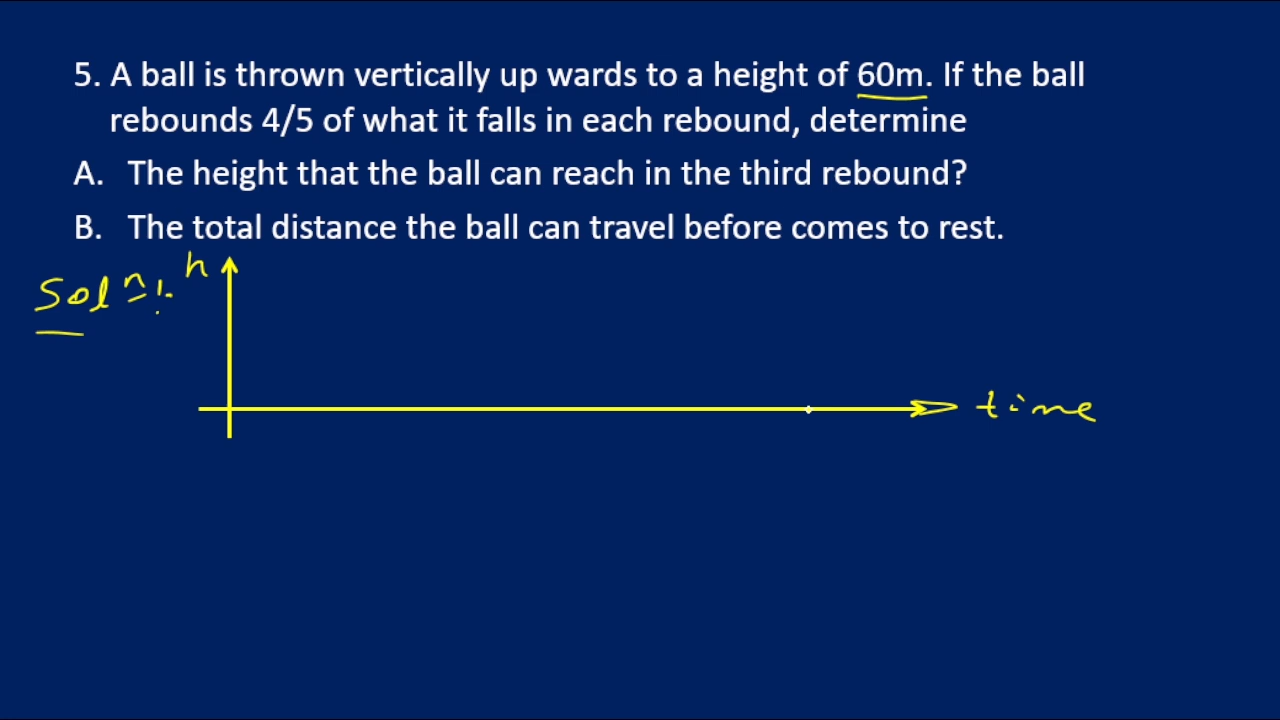 5. A ball is thrown vertically up wards to a height of 60m. If the ball
rebounds 4/5 of what it falls in each rebound, determine
A. The height that the ball can reach in the third rebound?
B. The total distance the ball can travel before comes to rest.
Solⁿ:
h
time